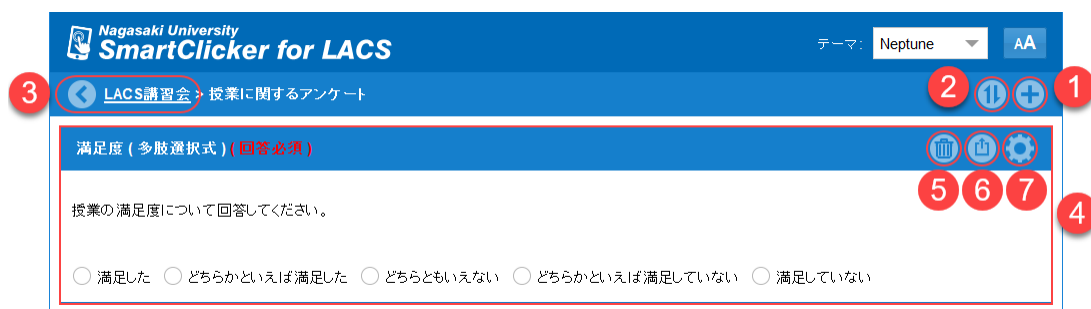 Nagasaki University
SmartClicker for LACS
テーマ: Neptune AA
3 LACS講習会 > 授業に関するアンケート 2 1
満足度 ( 多肢選択式 ) ( 回答必須 )
5 6 7
4
授業の満足度について回答してください。
満足した どちらかといえば満足した どちらともいえない どちらかといえば満足していない 満足していない